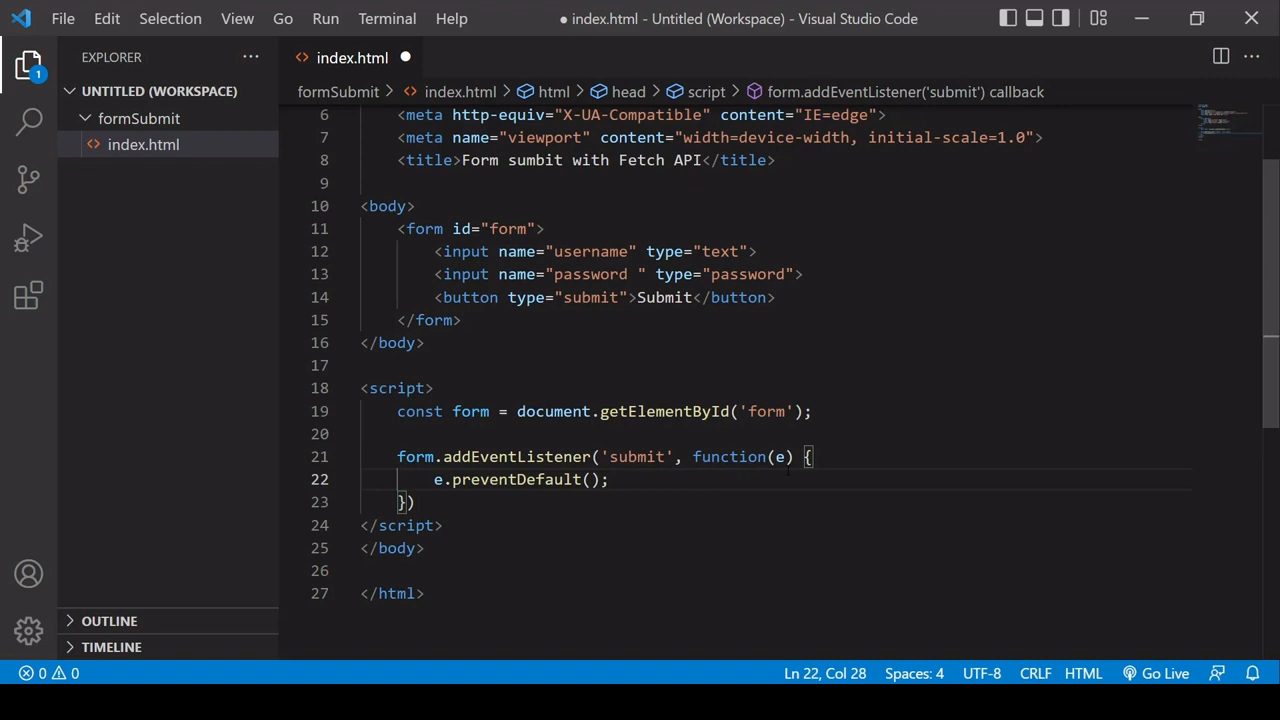 File Edit Selection View Go Run Terminal Help ● index.html - Untitled (Workspace) - Visual Studio Code
EXPLORER
index.html
1
UNTITLED (WORKSPACE)
formSubmit
index.html
formSubmit > index.html > html > head > script > form.addEventListener('submit') callback
6 <meta http-equiv="X-UA-Compatible" content="IE=edge">
7 <meta name="viewport" content="width=device-width, initial-scale=1.0">
8 <title>Form sumbit with Fetch API</title>
9
10 <body>
11 <form id="form">
12 <input name="username" type="text">
13 <input name="password " type="password">
14 <button type="submit">Submit</button>
15 </form>
16 </body>
17
18 <script>
19 const form = document.getElementById('form');
20
21 form.addEventListener('submit', function(e) {
22 e.preventDefault();
23 })
24 </script>
25 </body>
26
27 </html>
OUTLINE
TIMELINE
0 0 Ln 22, Col 28 Spaces: 4 UTF-8 CRLF HTML Go Live